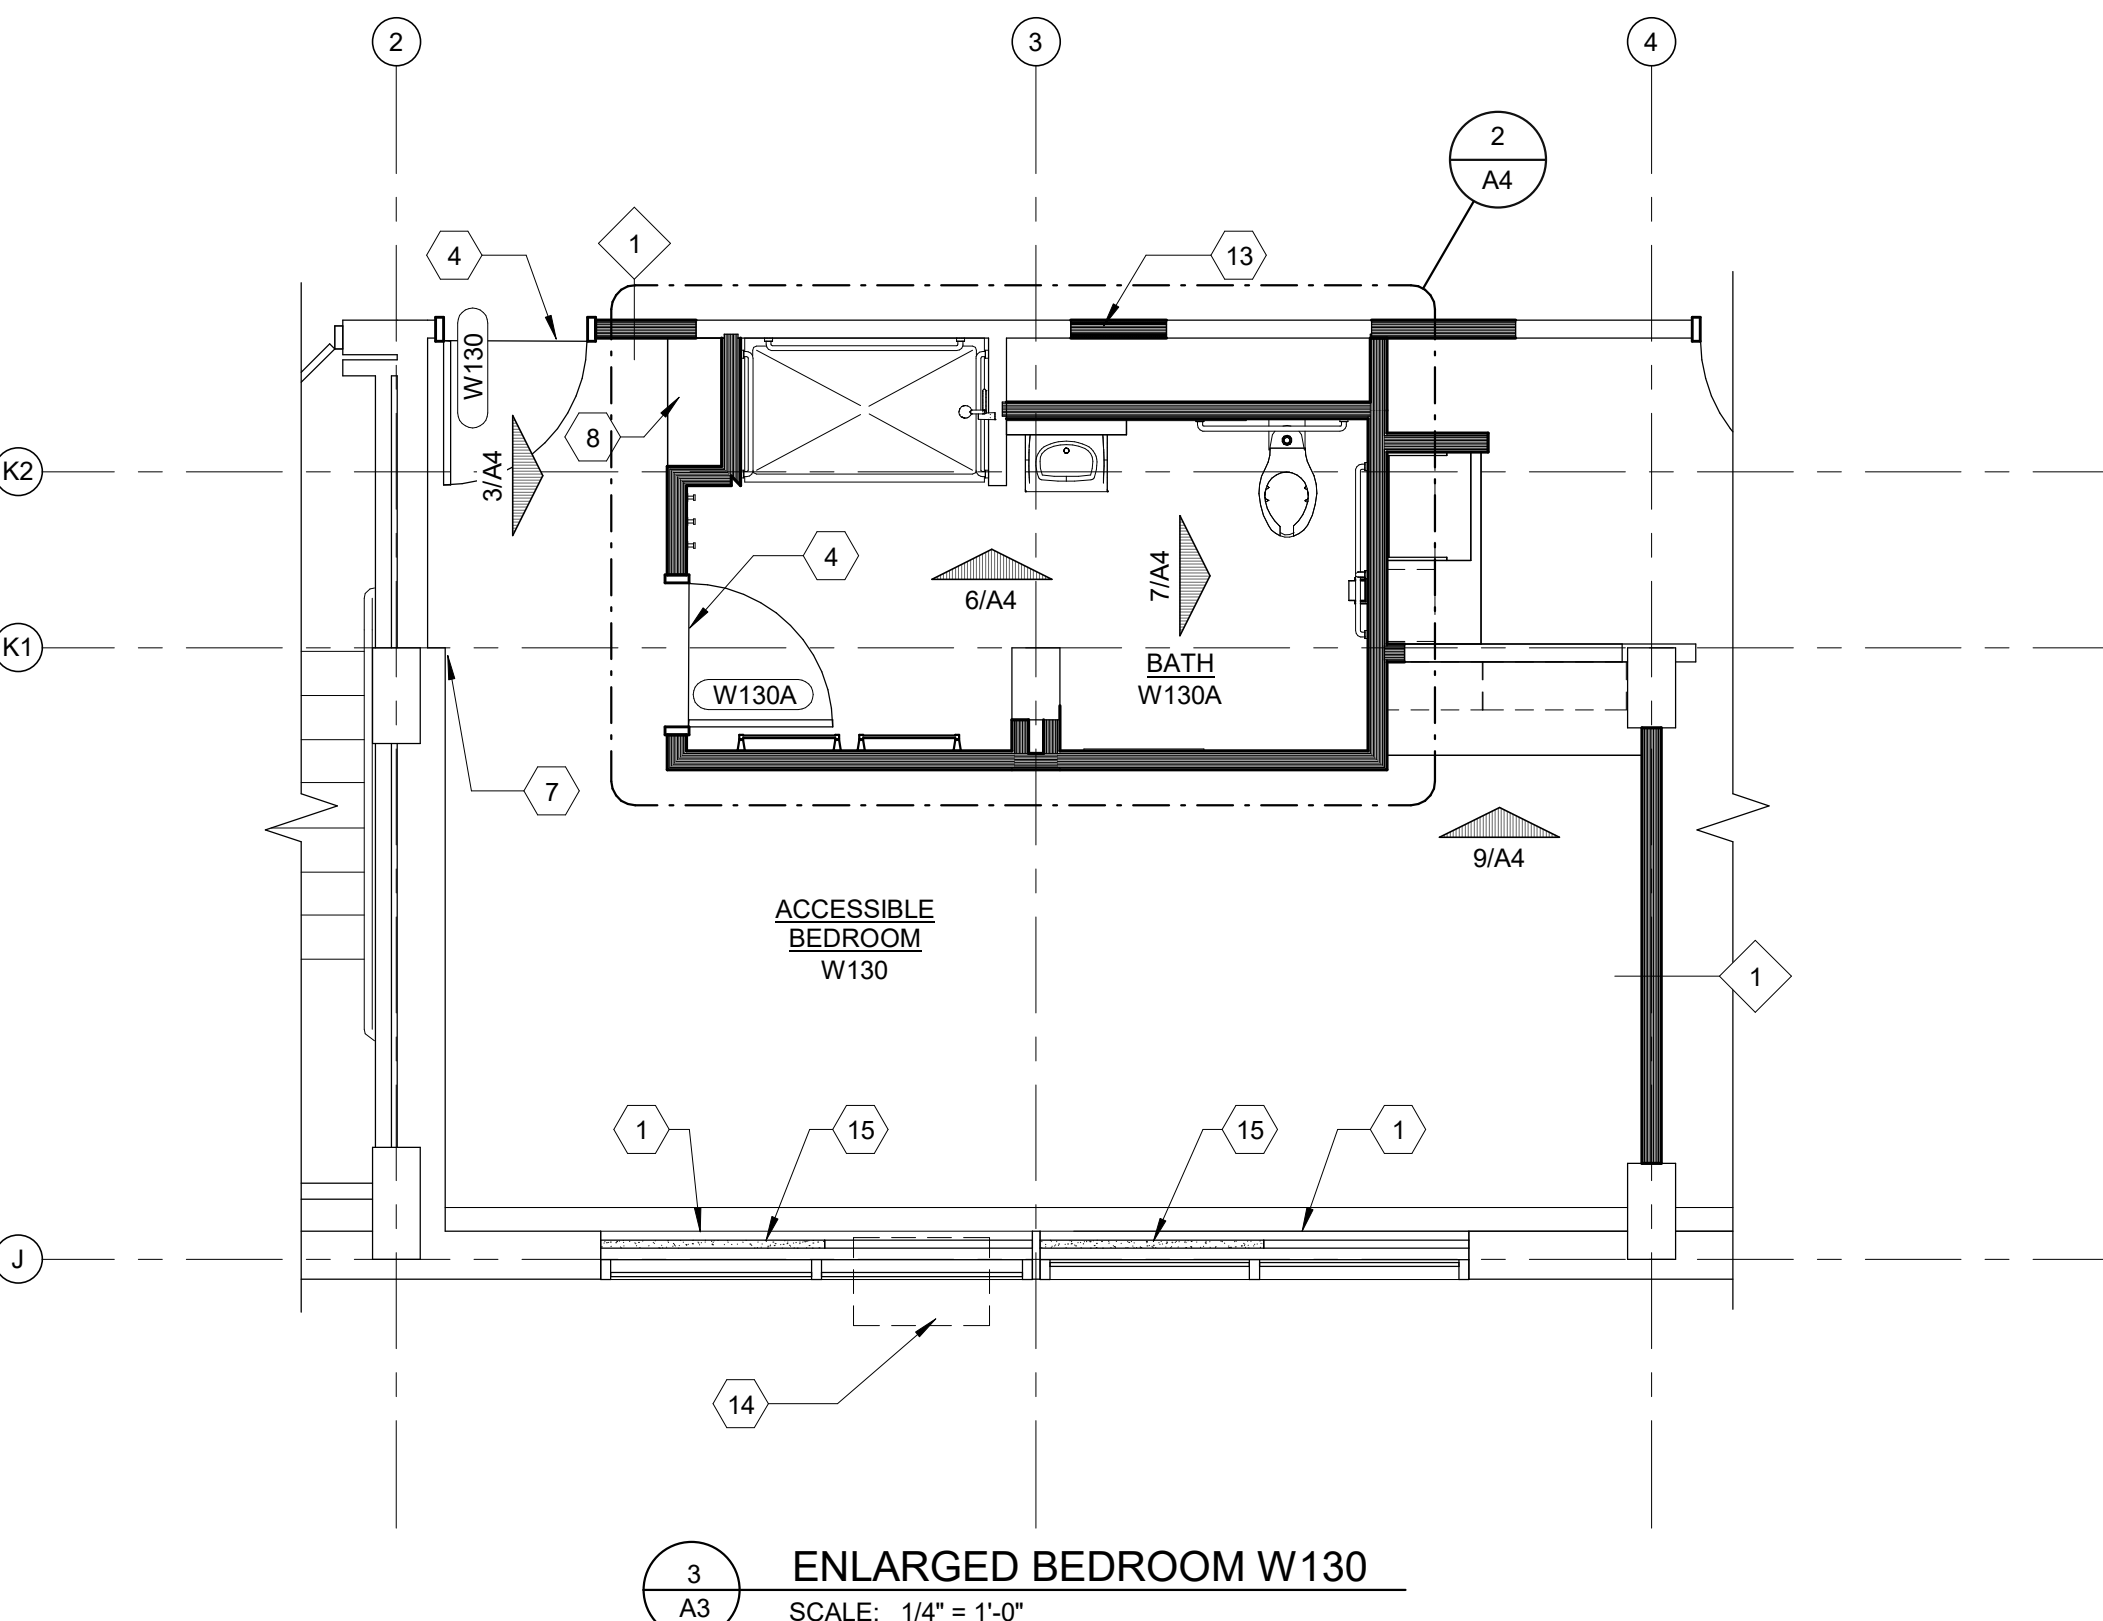 2
3
4
2
A4
4
1
13
W130
8
3/A4
K2
4
6/A4
7/A4
K1
BATH
W130A
W130A
7
9/A4
ACCESSIBLE
BEDROOM
W130
1
1
15
15
1
J
14
3
A3
ENLARGED BEDROOM W130
SCALE: 1/4" = 1'-0"